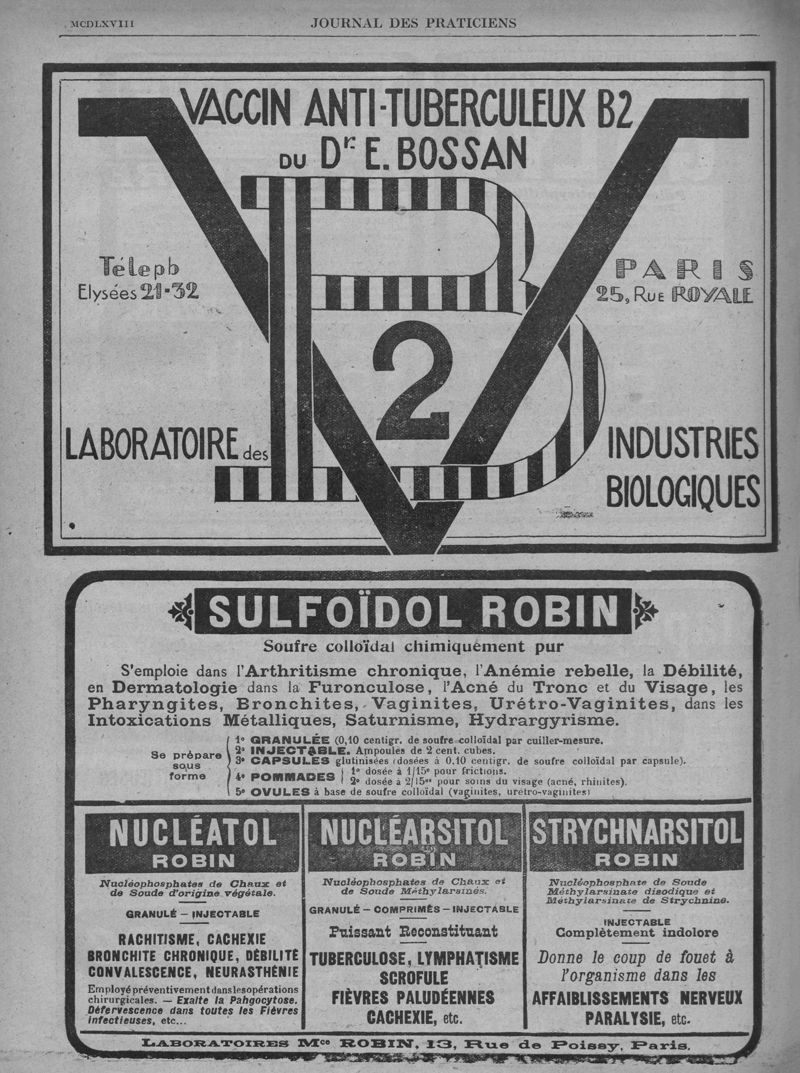 MCDLXVIII
JOURNAL DES PRATICIENS
VACCIN ANTI-TUBERCULEUX B2
DU Dr. E. BOSSAN
Téleph
Elysées 21-32
PARIS
25, RUE ROYALE
B
2
LABORATOIRE des
INDUSTRIES
BIOLOGIQUES
SULFOÏDOL ROBIN
Soufre colloïdal chimiquement pur
S'emploie dans l'Arthritisme chronique, l'Anémie rebelle, la Débilité,
en Dermatologie dans la Furonculose, l'Acné du Tronc et du Visage, les
Pharyngites, Bronchites, Vaginites, Urétro-Vaginites, dans les
Intoxications Métalliques, Saturnisme, Hydrargyrisme.
Se prépare
sous
forme
1º GRANULÉE (0,10 centigr. de soufre colloïdal par cuiller-mesure.
2º INJECTABLE. Ampoules de 2 cent. cubes.
3º CAPSULES glutinisées (dosées à 0,10 centigr. de soufre colloïdal par capsule).
4º POMMADES
1º dosée à 1/15e pour frictions.
2º dosée à 2/15es pour soins du visage (acné, rhinites).
5º OVULES à base de soufre colloïdal (vaginites, urétro-vaginites)
NUCLÉATOL
ROBIN
Nucléophosphates de Chaux et
de Soude d'origine végétale.
GRANULÉ – INJECTABLE
RACHITISME, CACHEXIE
BRONCHITE CHRONIQUE, DÉBILITÉ
CONVALESCENCE, NEURASTHÉNIE
Employé préventivement dans les opérations
chirurgicales. — Exalte la Pahgocytose.
Défervescence dans toutes les Fièvres
infectieuses, etc...
NUCLÉARSITOL
ROBIN
Nucléophosphates de Chaux et
de Soude Méthylarsinés.
GRANULÉ – COMPRIMÉS – INJECTABLE
Puissant Reconstituant
TUBERCULOSE, LYMPHATISME
SCROFULE
FIÈVRES PALUDÉENNES
CACHEXIE, etc.
STRYCHNARSITOL
ROBIN
Nucléophosphate de Soude
Méthylarsinate disodique et
Méthylarsinate de Strychnine.
INJECTABLE
Complètement indolore
Donne le coup de fouet à
l'organisme dans les
AFFAIBLISSEMENTS NERVEUX
PARALYSIE, etc.
LABORATOIRES Mce ROBIN, 13, Rue de Poissy, Paris.